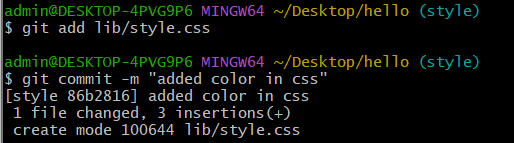 admin@DESKTOP-4PVG9P6 MINGW64 ~/Desktop/hello (style)
$ git add lib/style.css
admin@DESKTOP-4PVG9P6 MINGW64 ~/Desktop/hello (style)
$ git commit -m "added color in css"
[style 86b2816] added color in css
 1 file changed, 3 insertions(+)
 create mode 100644 lib/style.css